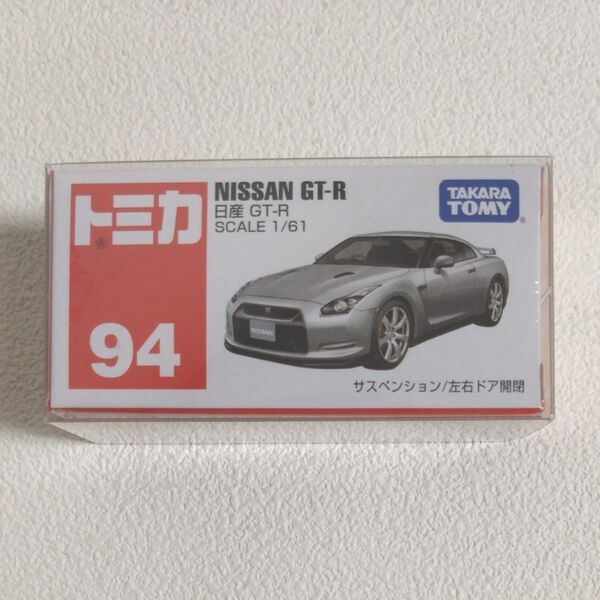 トミカ
®
94
NISSAN GT-R
日産 GT-R
SCALE 1/61
TAKARA
TOMY
®
NISSAN
サスペンション/左右ドア開閉